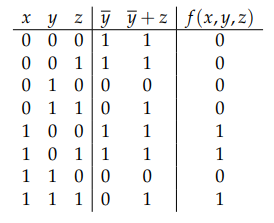 x y z ȳ ȳ + z f(x, y, z)
0 0 0 1 1 0
0 0 1 1 1 0
0 1 0 0 0 0
0 1 1 0 1 0
1 0 0 1 1 1
1 0 1 1 1 1
1 1 0 0 0 0
1 1 1 0 1 1